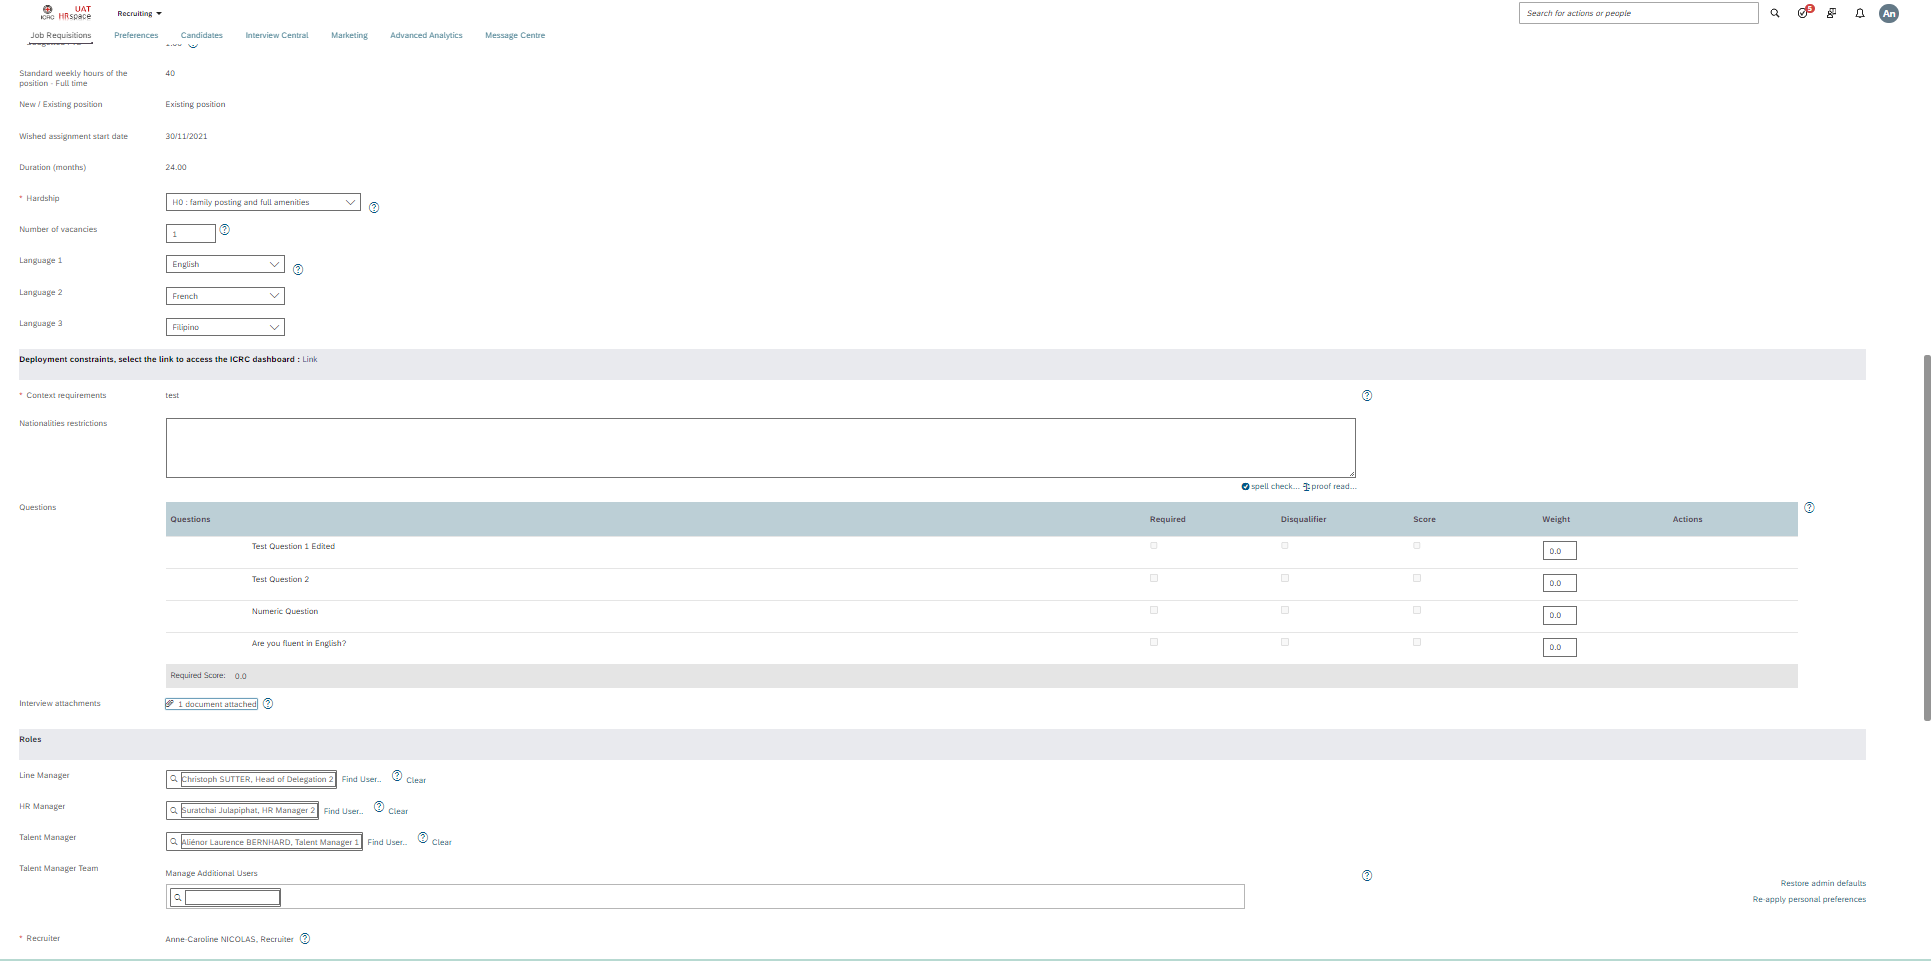 ICRC UAT HRspace Recruiting Search for actions or people 5 An
Job Requisitions Preferences Candidates Interview Central Marketing Advanced Analytics Message Centre
Standard weekly hours of the position - Full time 40
New / Existing position Existing position
Wished assignment start date 30/11/2021
Duration (months) 24.00
* Hardship H0 : family posting and full amenities
Number of vacancies 1
Language 1 English
Language 2 French
Language 3 Filipino
Deployment constraints, select the link to access the ICRC dashboard : Link
* Context requirements test
Nationalities restrictions
spell check... proof read...
Questions
Questions Required Disqualifier Score Weight Actions
Test Question 1 Edited 0.0
Test Question 2 0.0
Numeric Question 0.0
Are you fluent in English? 0.0
Required Score: 0.0
Interview attachments 1 document attached
Roles
Line Manager Christoph SUTTER, Head of Delegation 2 Find User.. Clear
HR Manager Suratchai Julapiphat, HR Manager 2 Find User.. Clear
Talent Manager Aliénor Laurence BERNHARD, Talent Manager 1 Find User.. Clear
Talent Manager Team Manage Additional Users
Restore admin defaults
Re-apply personal preferences
* Recruiter Anne-Caroline NICOLAS, Recruiter